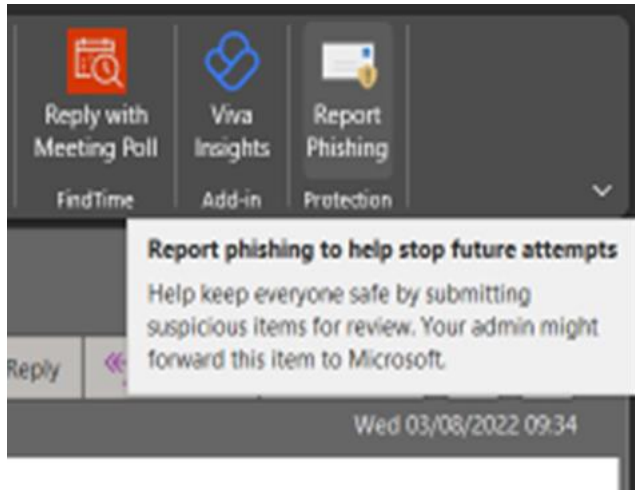 Reply with
Meeting Poll
FindTime
Viva
Insights
Add-in
Report
Phishing
Protection
Report phishing to help stop future attempts
Help keep everyone safe by submitting
suspicious items for review. Your admin might
forward this item to Microsoft.
Reply
Wed 03/08/2022 09:34